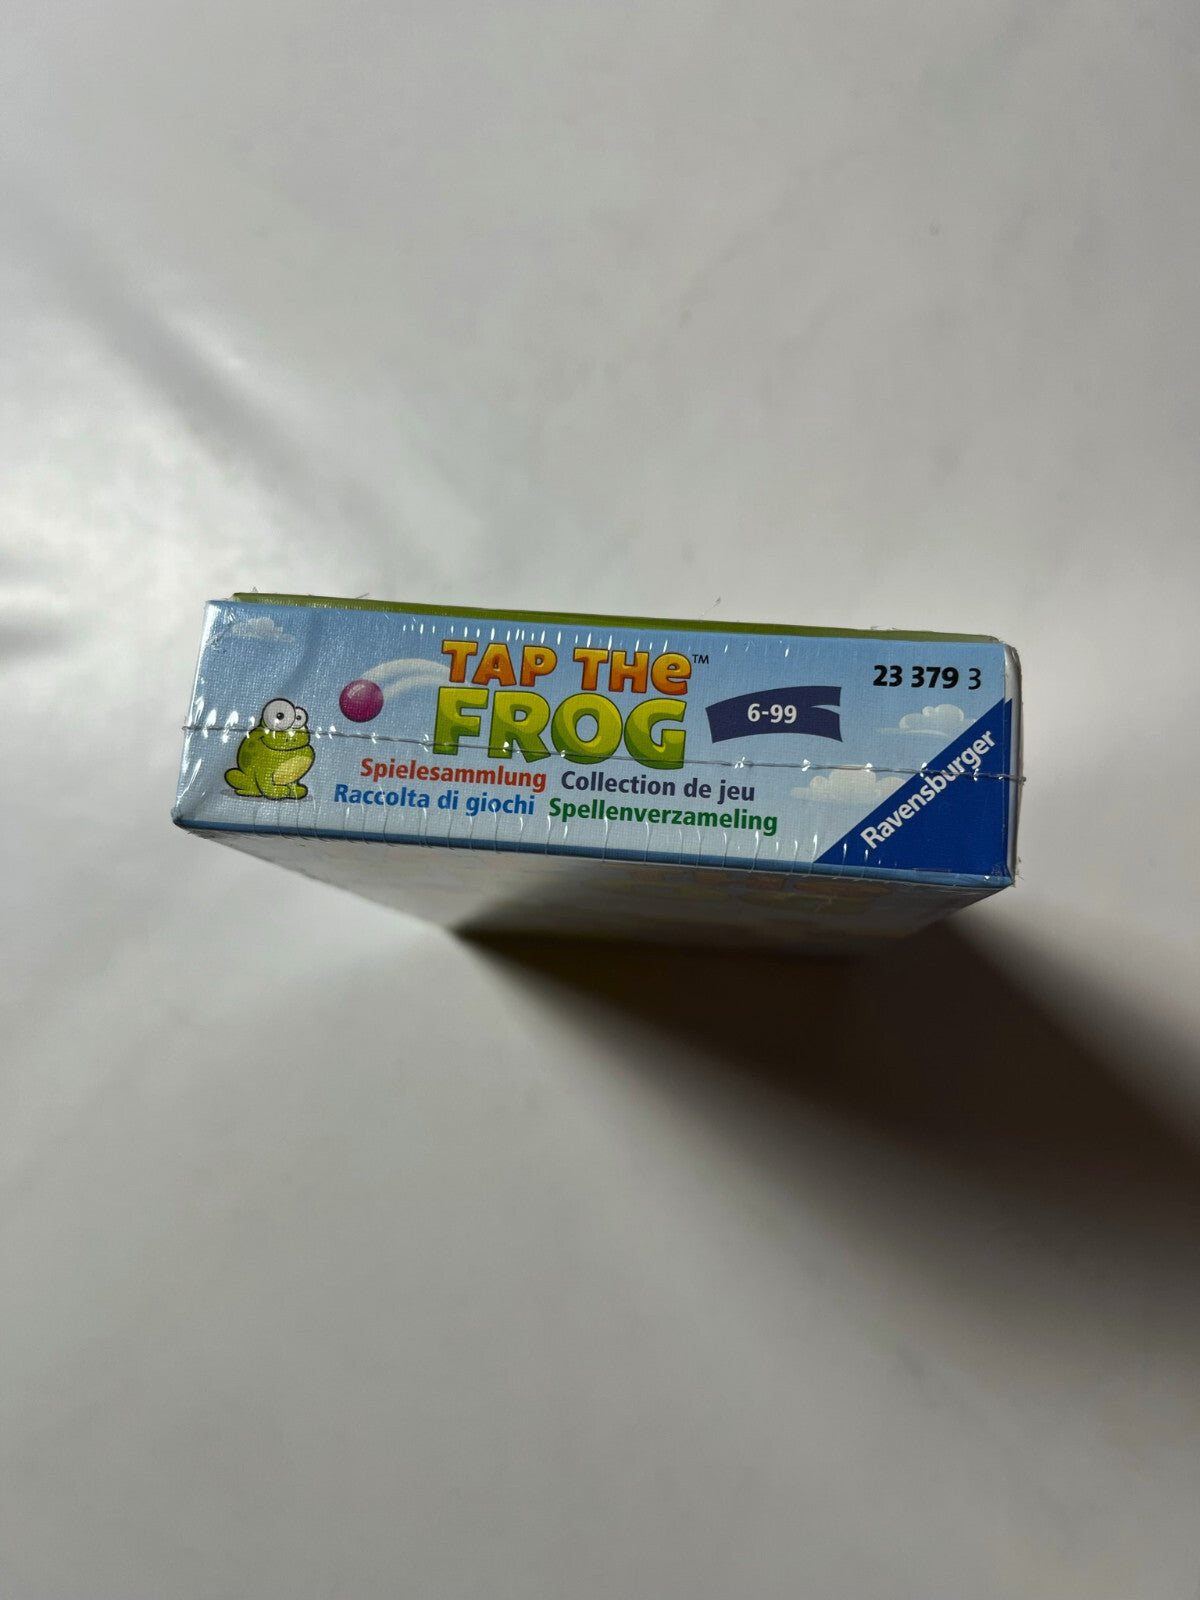 TAP THE™
FROG
6-99
23 379 3
Spielesammlung Collection de jeu
Raccolta di giochi Spellenverzameling
Ravensburger